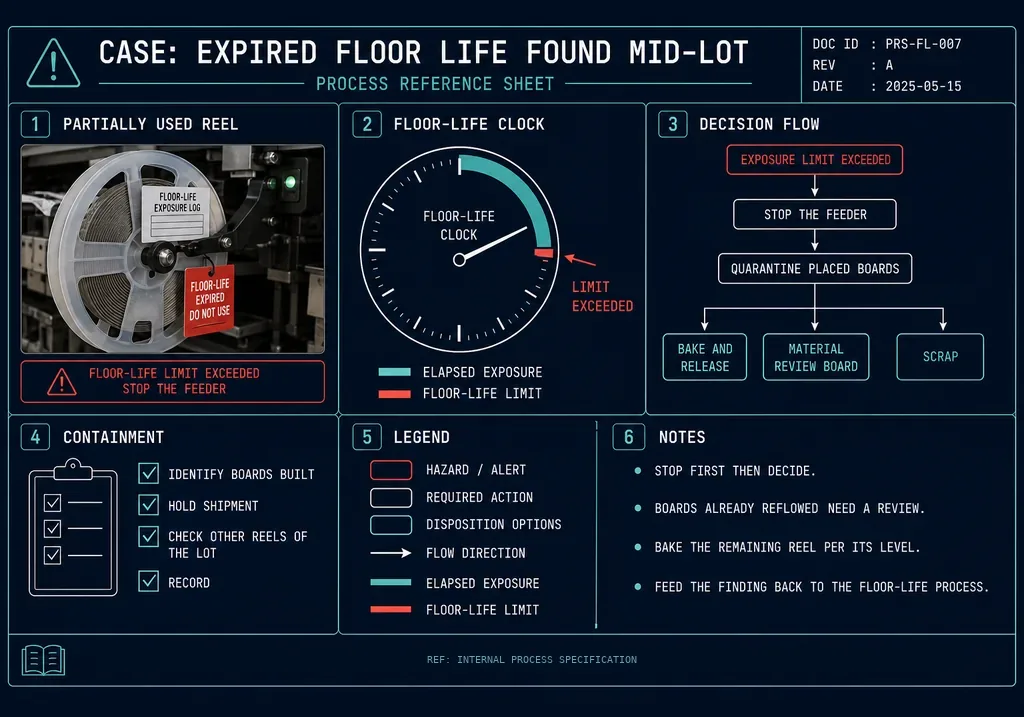 CASE: EXPIRED FLOOR LIFE FOUND MID-LOT
PROCESS REFERENCE SHEET
DOC ID : PRS-FL-007
REV : A
DATE : 2025-05-15
1 PARTIALLY USED REEL
FLOOR-LIFE
EXPOSURE LOG
FLOOR-LIFE
EXPIRED
DO NOT USE
FLOOR-LIFE LIMIT EXCEEDED
STOP THE FEEDER
2 FLOOR-LIFE CLOCK
FLOOR-LIFE
CLOCK
LIMIT
EXCEEDED
ELAPSED EXPOSURE
FLOOR-LIFE LIMIT
3 DECISION FLOW
EXPOSURE LIMIT EXCEEDED
STOP THE FEEDER
QUARANTINE PLACED BOARDS
BAKE AND
RELEASE
MATERIAL
REVIEW BOARD
SCRAP
4 CONTAINMENT
IDENTIFY BOARDS BUILT
HOLD SHIPMENT
CHECK OTHER REELS OF
THE LOT
RECORD
5 LEGEND
HAZARD / ALERT
REQUIRED ACTION
DISPOSITION OPTIONS
FLOW DIRECTION
ELAPSED EXPOSURE
FLOOR-LIFE LIMIT
6 NOTES
STOP FIRST THEN DECIDE.
BOARDS ALREADY REFLOWED NEED A REVIEW.
BAKE THE REMAINING REEL PER ITS LEVEL.
FEED THE FINDING BACK TO THE FLOOR-LIFE PROCESS.
REF: INTERNAL PROCESS SPECIFICATION